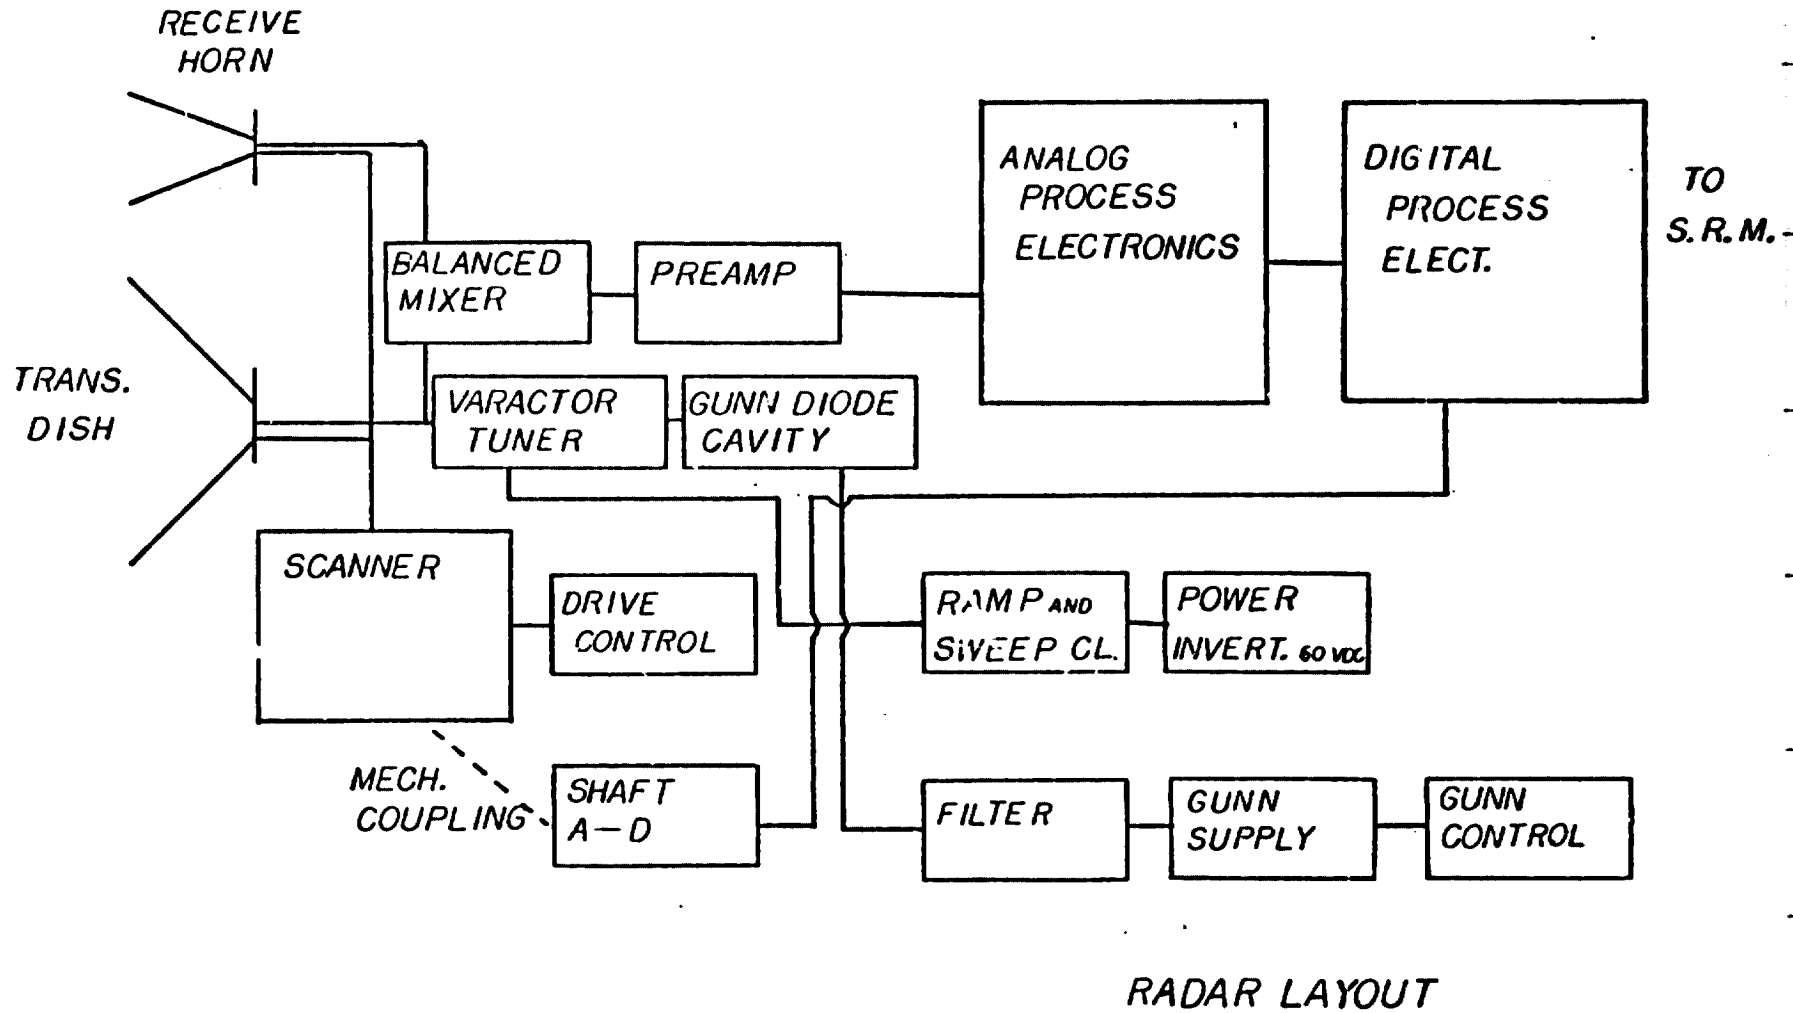 RECEIVE
HORN
TRANS.
DISH
BALANCED
MIXER
PREAMP
ANALOG
PROCESS
ELECTRONICS
DIGITAL
PROCESS
ELECT.
TO
S.R.M.
VARACTOR
TUNER
GUNN DIODE
CAVITY
SCANNER
DRIVE
CONTROL
RAMP AND
SWEEP CL.
POWER
INVERT. 60 VDC
MECH.
COUPLING
SHAFT
A-D
FILTER
GUNN
SUPPLY
GUNN
CONTROL
RADAR LAYOUT